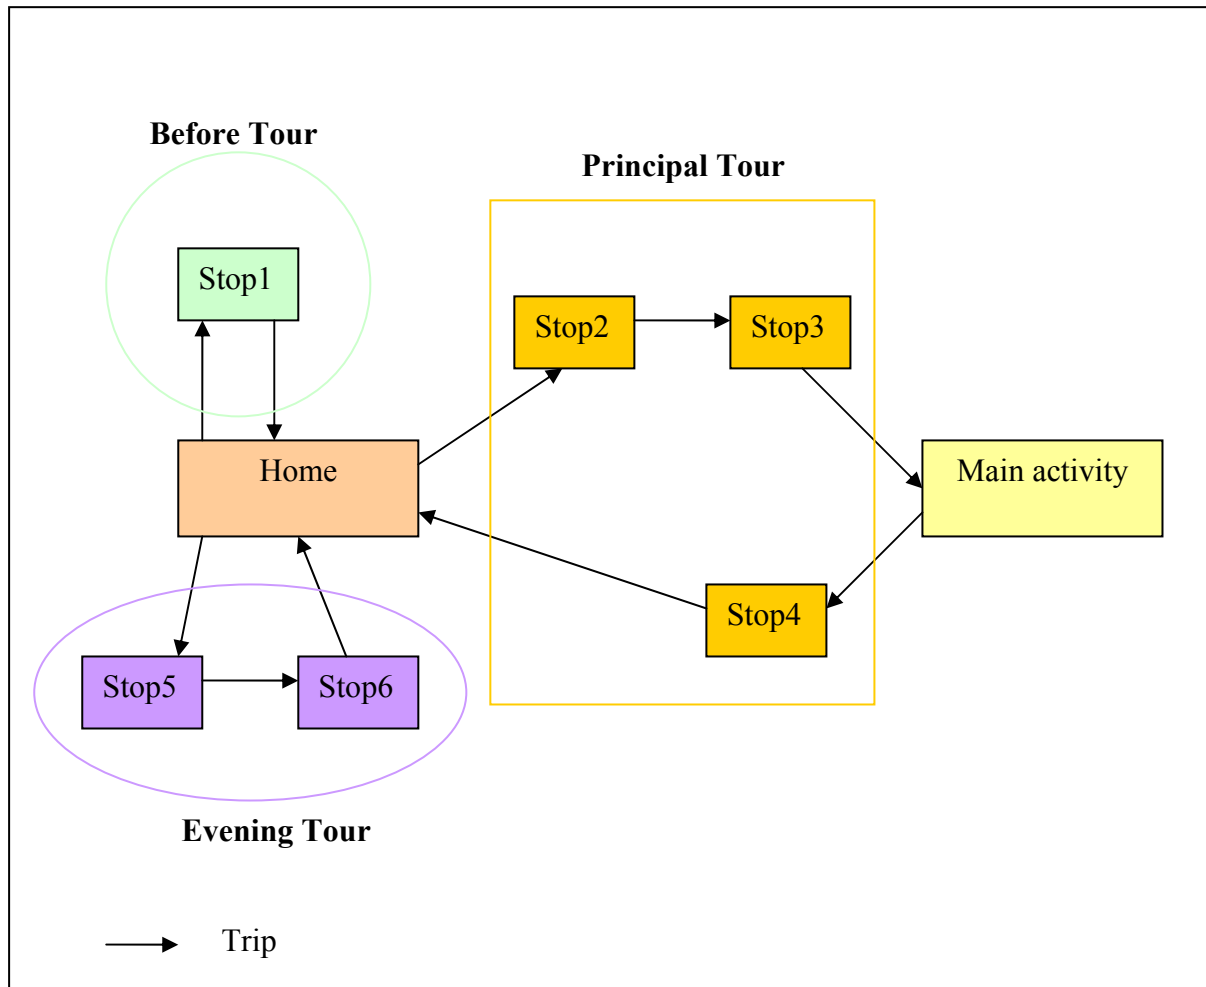 Before Tour
Principal Tour
Stop1
Stop2
Stop3
Home
Main activity
Stop4
Stop5
Stop6
Evening Tour
Trip